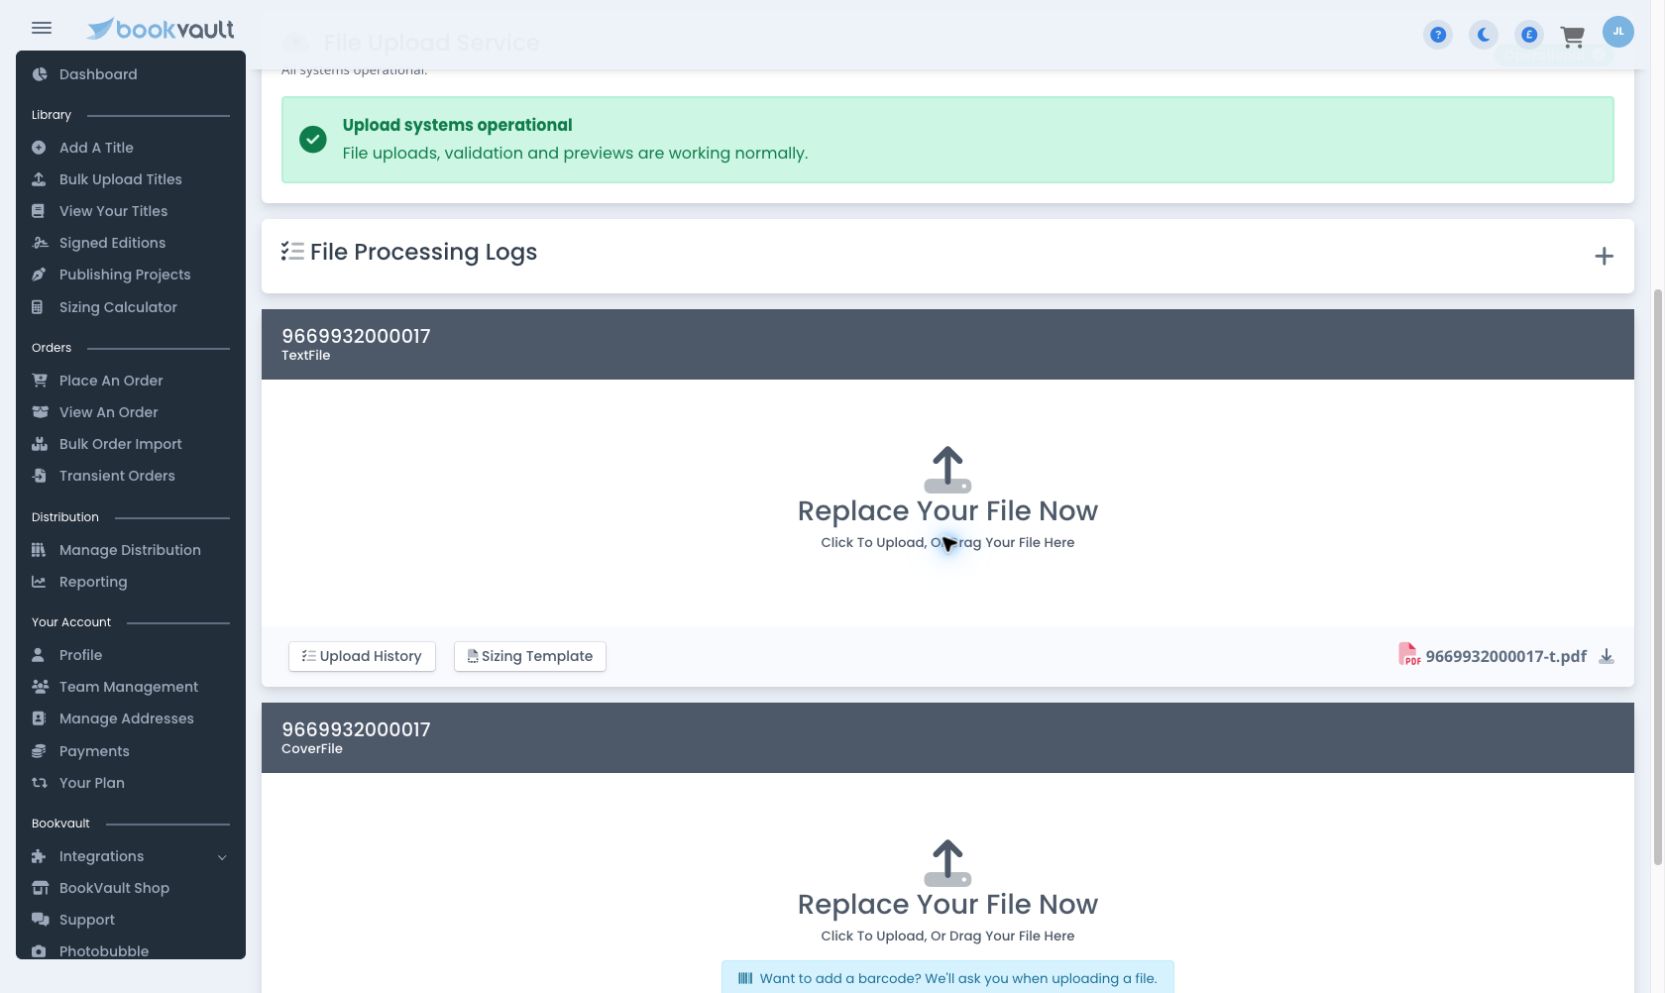 bookvault
File Upload Service
JL
All systems operational.
Dashboard
Library
Add A Title
Bulk Upload Titles
View Your Titles
Signed Editions
Publishing Projects
Sizing Calculator
Orders
Place An Order
View An Order
Bulk Order Import
Transient Orders
Distribution
Manage Distribution
Reporting
Your Account
Profile
Team Management
Manage Addresses
Payments
Your Plan
Bookvault
Integrations
BookVault Shop
Support
Photobubble
Upload systems operational
File uploads, validation and previews are working normally.
File Processing Logs
9669932000017
TextFile
Replace Your File Now
Click To Upload, Or Drag Your File Here
Upload History
Sizing Template
PDF
9669932000017-t.pdf
9669932000017
CoverFile
Replace Your File Now
Click To Upload, Or Drag Your File Here
Want to add a barcode? We'll ask you when uploading a file.